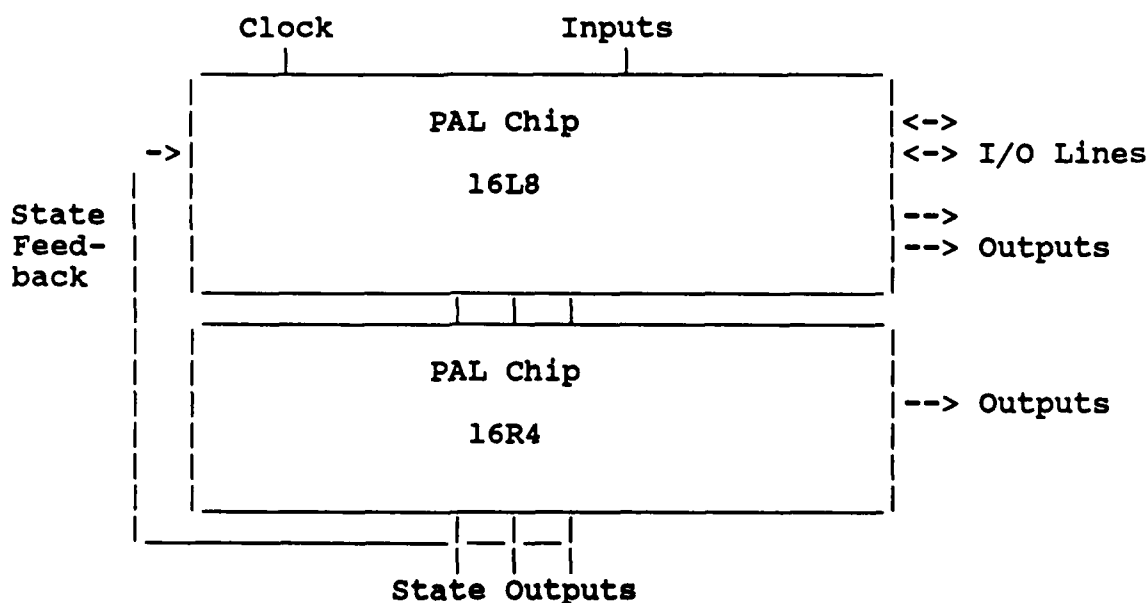 Clock Inputs
PAL Chip
16L8
I/O Lines
State
Feed-
back
Outputs
PAL Chip
16R4
Outputs
State Outputs